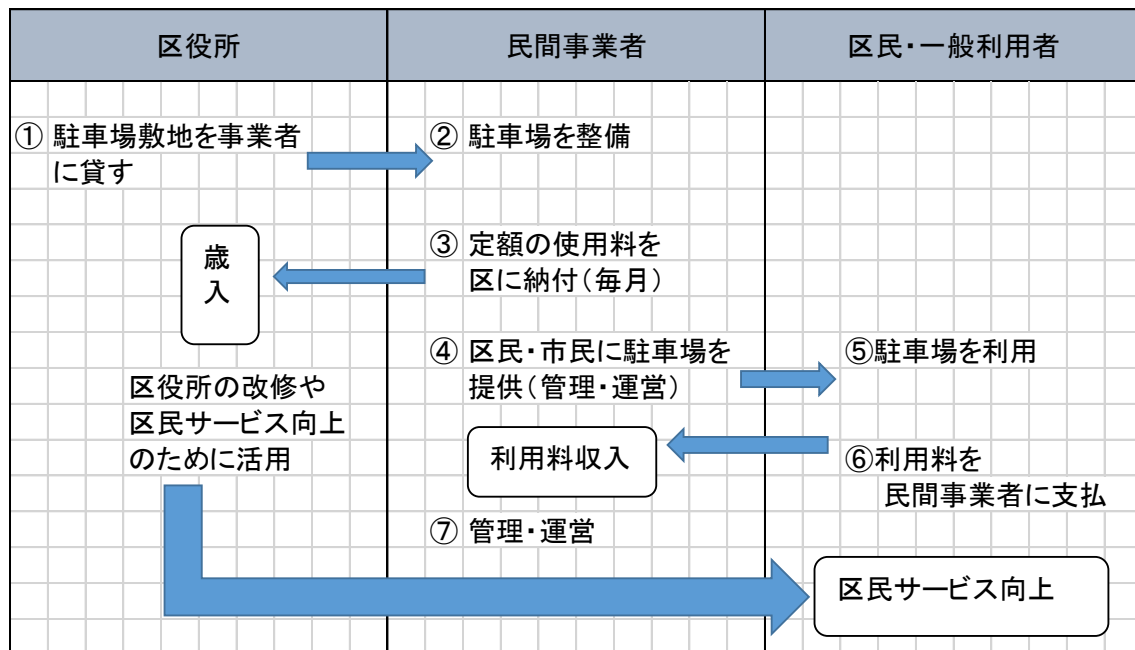 区役所
民間事業者
区民・一般利用者
① 駐車場敷地を事業者
に貸す
② 駐車場を整備
歳
入
③ 定額の使用料を
区に納付（毎月）
④ 区民・市民に駐車場を
提供（管理・運営）
⑤駐車場を利用
区役所の改修や
区民サービス向上
のために活用
利用料収入
⑥利用料を
民間事業者に支払
⑦ 管理・運営
区民サービス向上